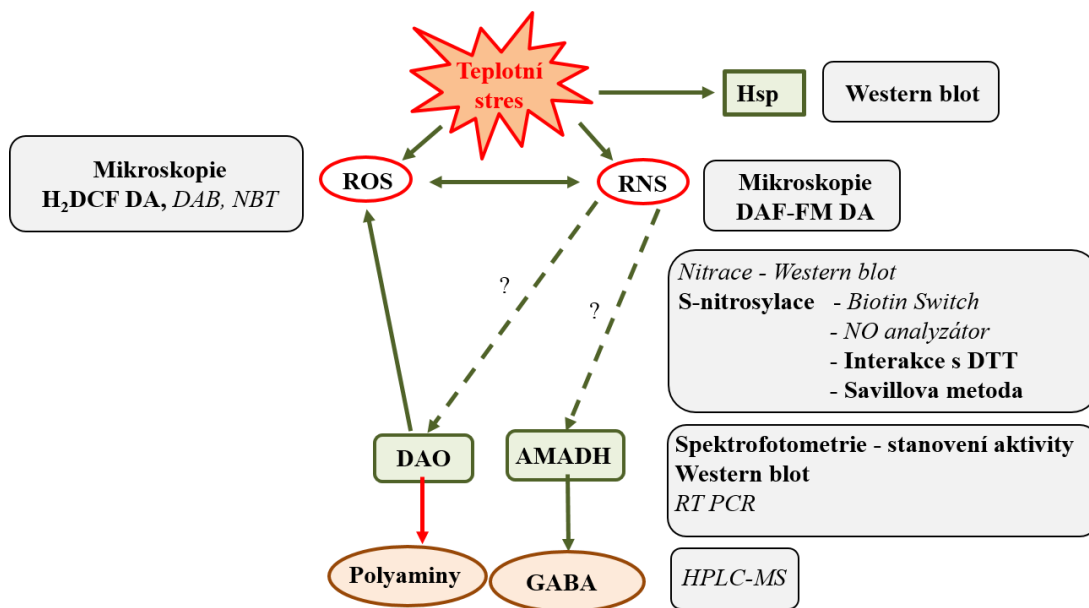 Teplotní
stres
Hsp
Western blot
Mikroskopie
H₂DCF DA, DAB, NBT
ROS
RNS
Mikroskopie
DAF-FM DA
?
?
Nitrace - Western blot
S-nitrosylace - Biotin Switch
- NO analyzátor
- Interakce s DTT
- Savillova metoda
DAO
AMADH
Spektrofotometrie - stanovení aktivity
Western blot
RT PCR
Polyaminy
GABA
HPLC-MS